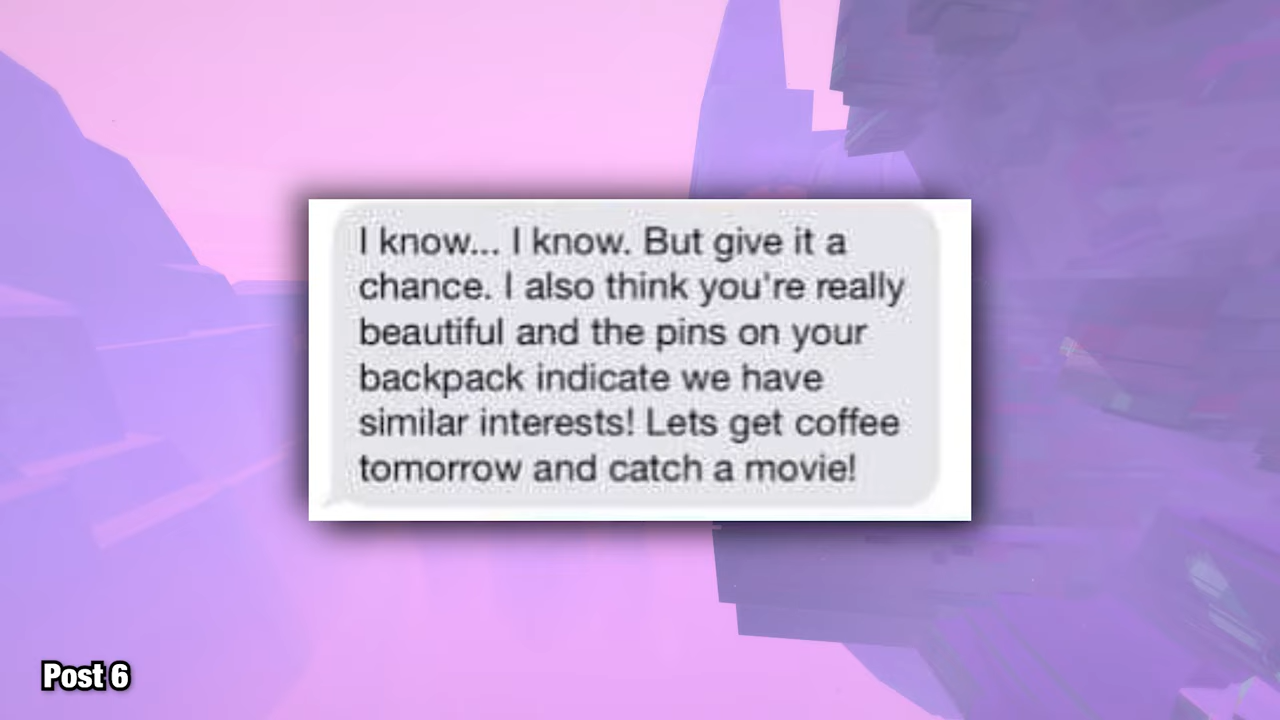 I know... I know. But give it a
chance. I also think you're really
beautiful and the pins on your
backpack indicate we have
similar interests! Lets get coffee
tomorrow and catch a movie!
Post 6